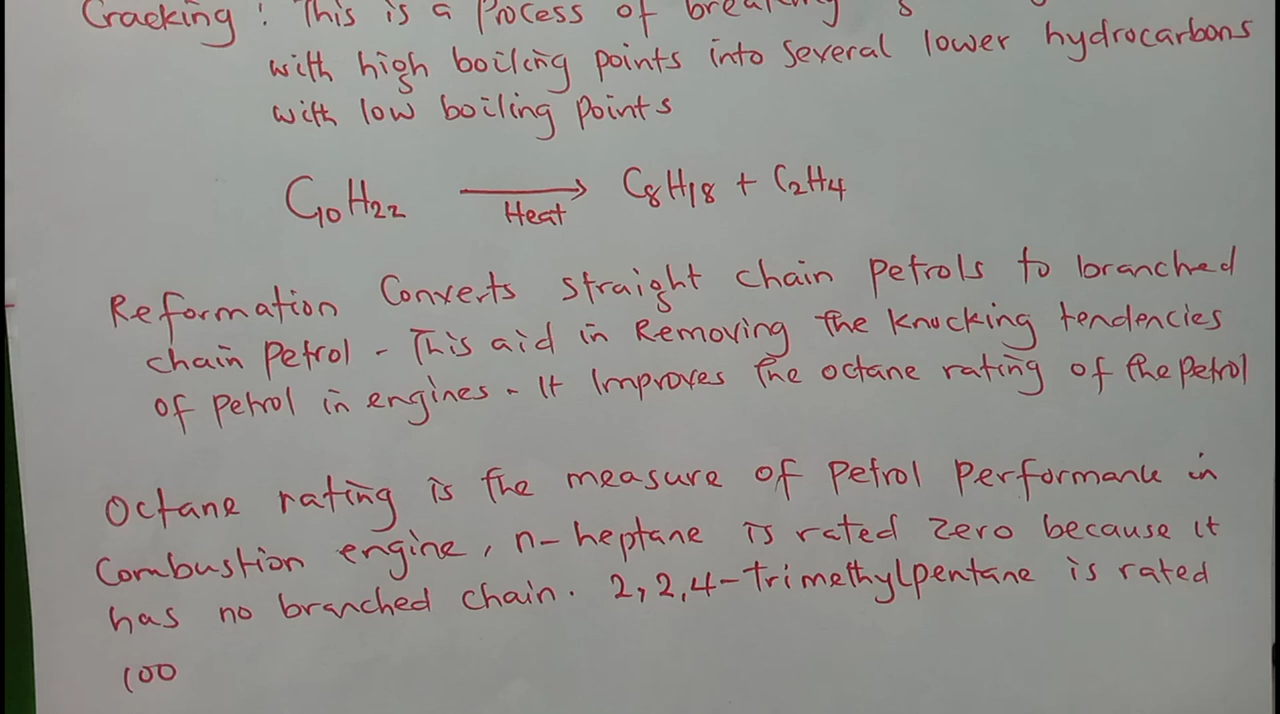 Cracking : This is a Process of
with high boiling points into several lower hydrocarbons
with low boiling points
C10H22 → C8H18 + C2H4
Heat
Reformation Converts straight chain petrols to branched
chain petrol - This aid in Removing the knocking tendencies
of petrol in engines - It Improves the octane rating of the petrol
Octane rating is the measure of petrol performance in
Combustion engine, n-heptane is rated zero because it
has no branched chain. 2,2,4-trimethylpentane is rated
100